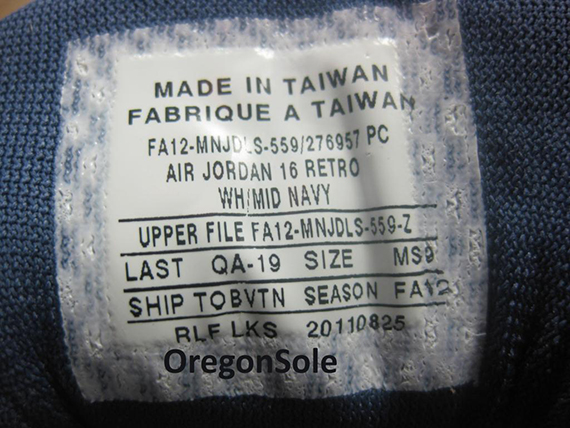 MADE IN TAIWAN
FABRIQUE A TAIWAN
FA12-MNJDLS-559/276957 PC
AIR JORDAN 16 RETRO
WH/MID NAVY
UPPER FILE FA12-MNJDLS-559-Z
LAST QA-19 SIZE MS9
SHIP TOBVTN SEASON FA12
RLF LKS 20110825
OregonSole